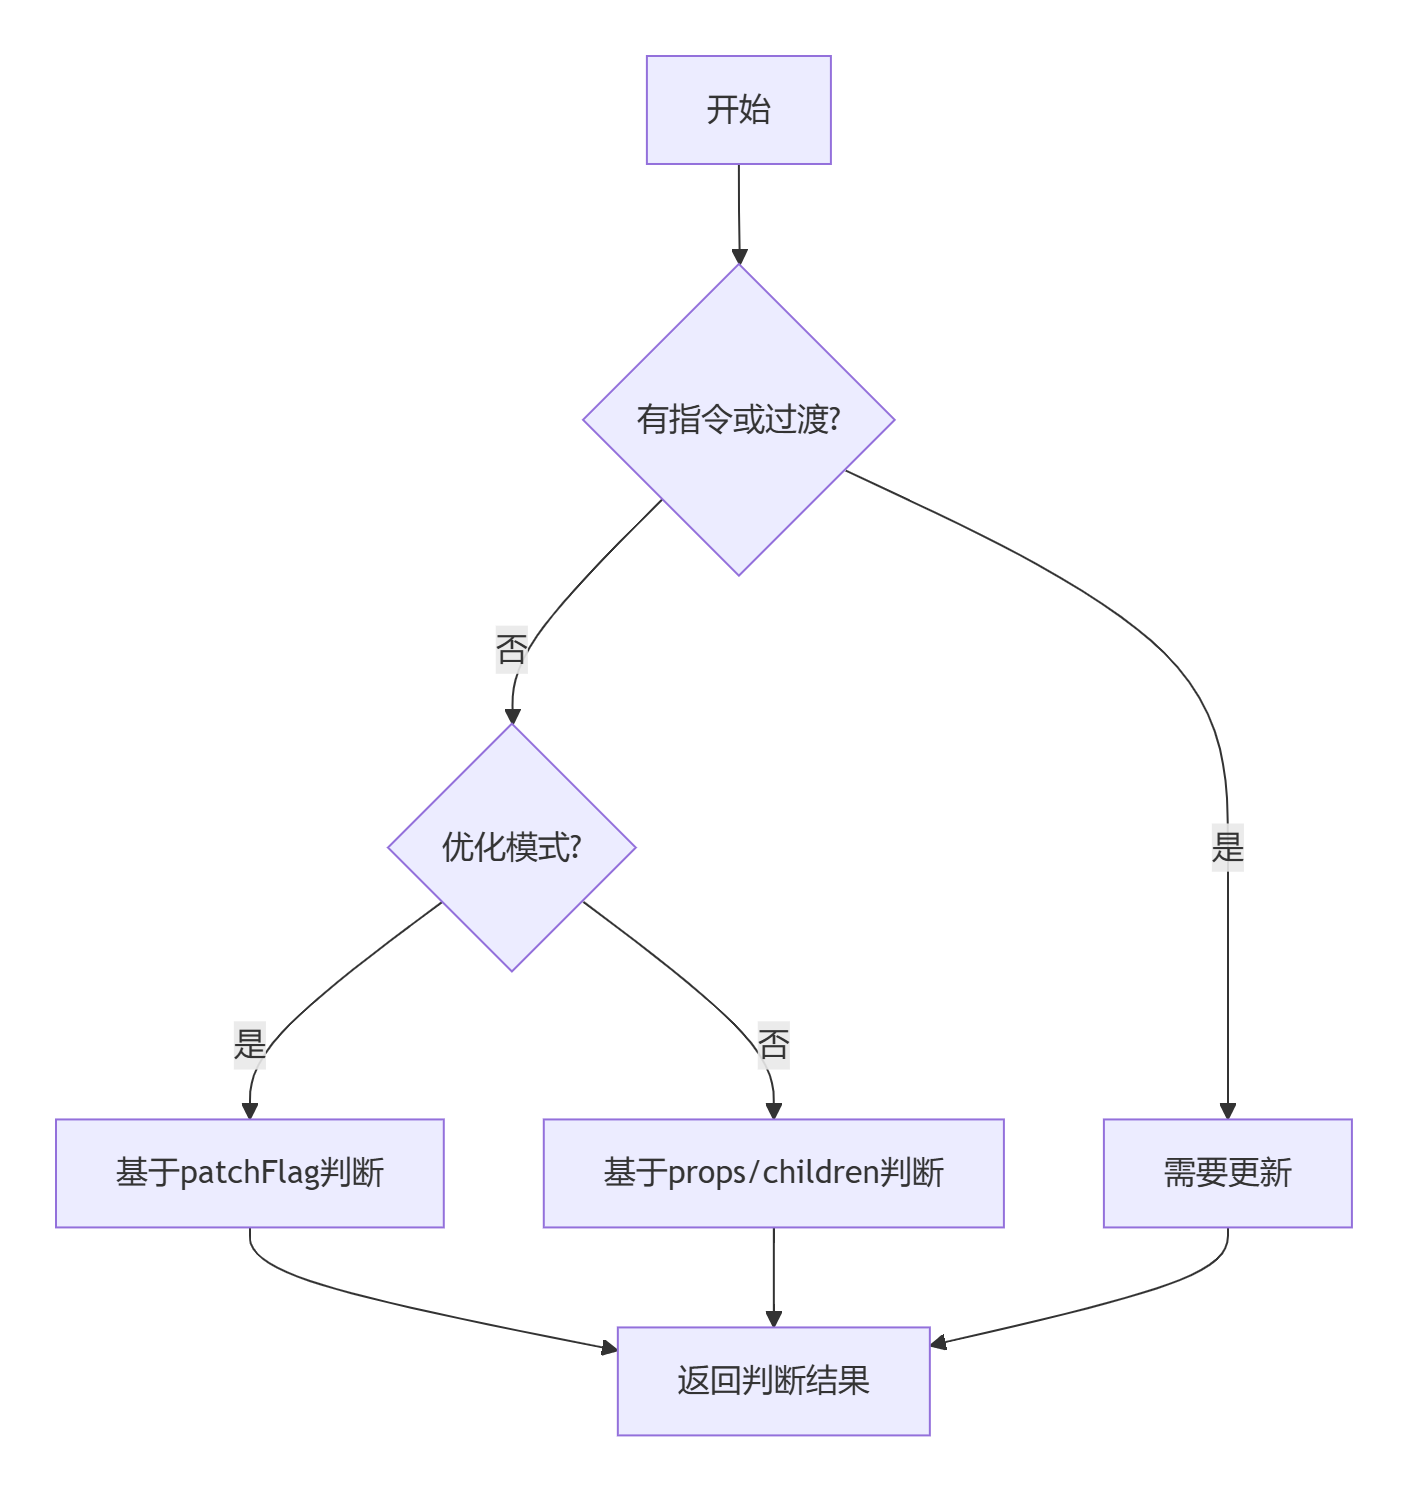 开始
有指令或过渡?
否
优化模式?
是
是
否
基于patchFlag判断
基于props/children判断
需要更新
返回判断结果